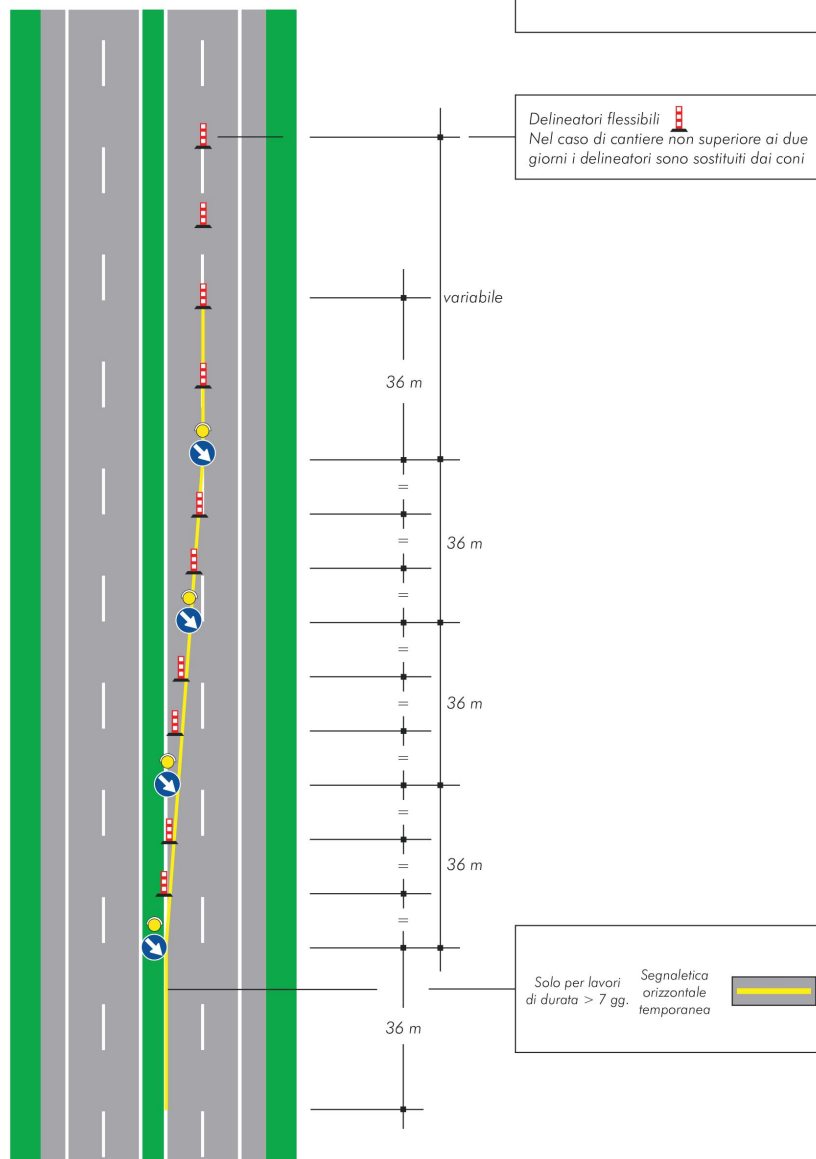 Delineatori flessibili
Nel caso di cantiere non superiore ai due
giorni i delineatori sono sostituiti dai coni
variabile
36 m
=
=
36 m
=
=
=
36 m
=
=
=
36 m
=
Solo per lavori
di durata > 7 gg.
Segnaletica
orizzontale
temporanea
36 m